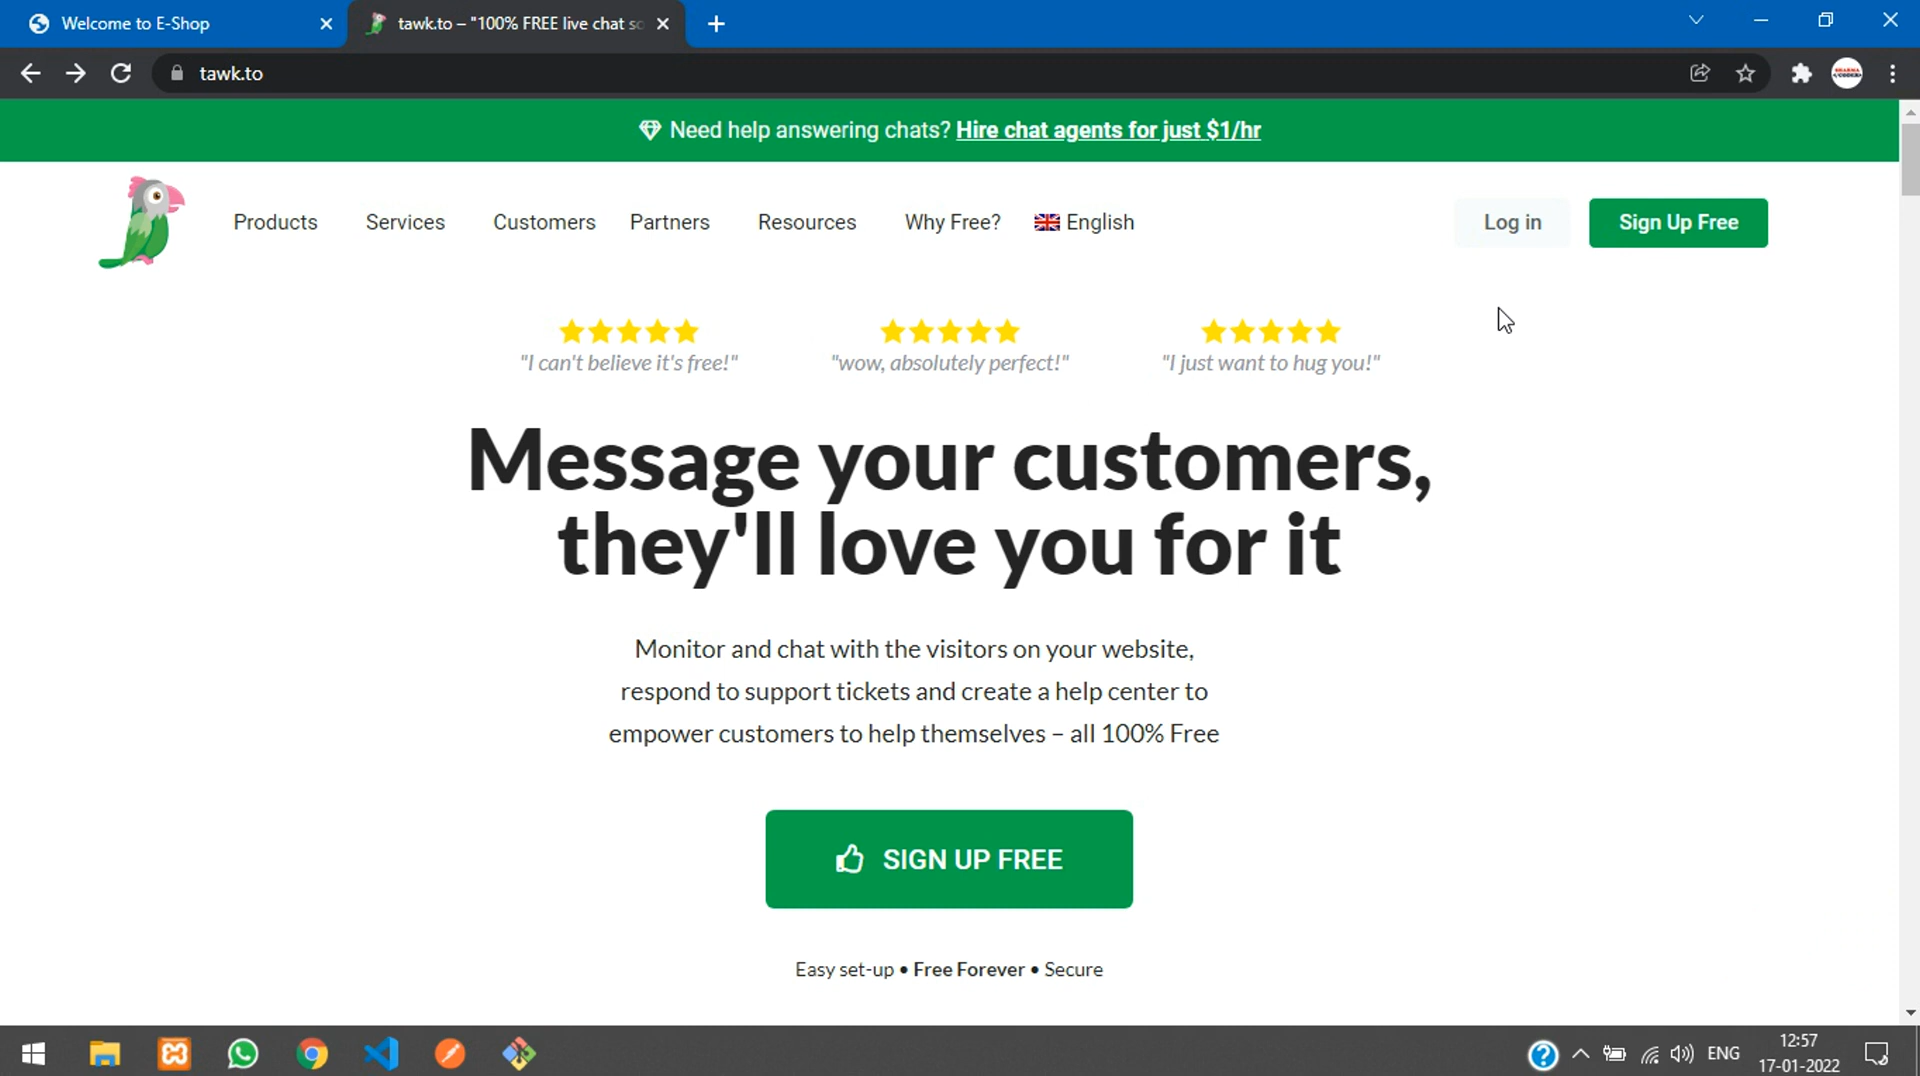 Welcome to E-Shop
tawk.to – "100% FREE live chat so
tawk.to
Need help answering chats? Hire chat agents for just $1/hr
Products Services Customers Partners Resources Why Free? English
Log in
Sign Up Free
"I can't believe it's free!"
"wow, absolutely perfect!"
"I just want to hug you!"
Message your customers,
they'll love you for it
Monitor and chat with the visitors on your website,
respond to support tickets and create a help center to
empower customers to help themselves – all 100% Free
SIGN UP FREE
Easy set-up • Free Forever • Secure
ENG
12:57
17-01-2022